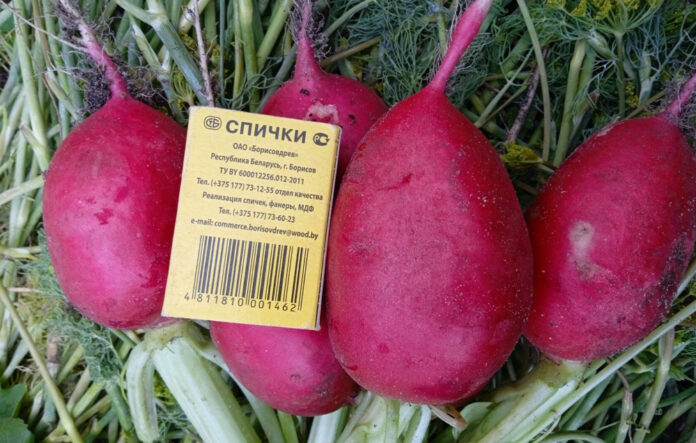 СПИЧКИ
ОАО «Борисовдрев»
Республика Беларусь, г. Борисов
ТУ BY 600012256.012-2011
Тел. (+375 177) 73-12-55 отдел качества
Реализация спичек, фанеры, МДФ
Тел. (+375 177) 73-60-23
e-mail: commerce.borisovdrev@wood.by
4 811810 001462